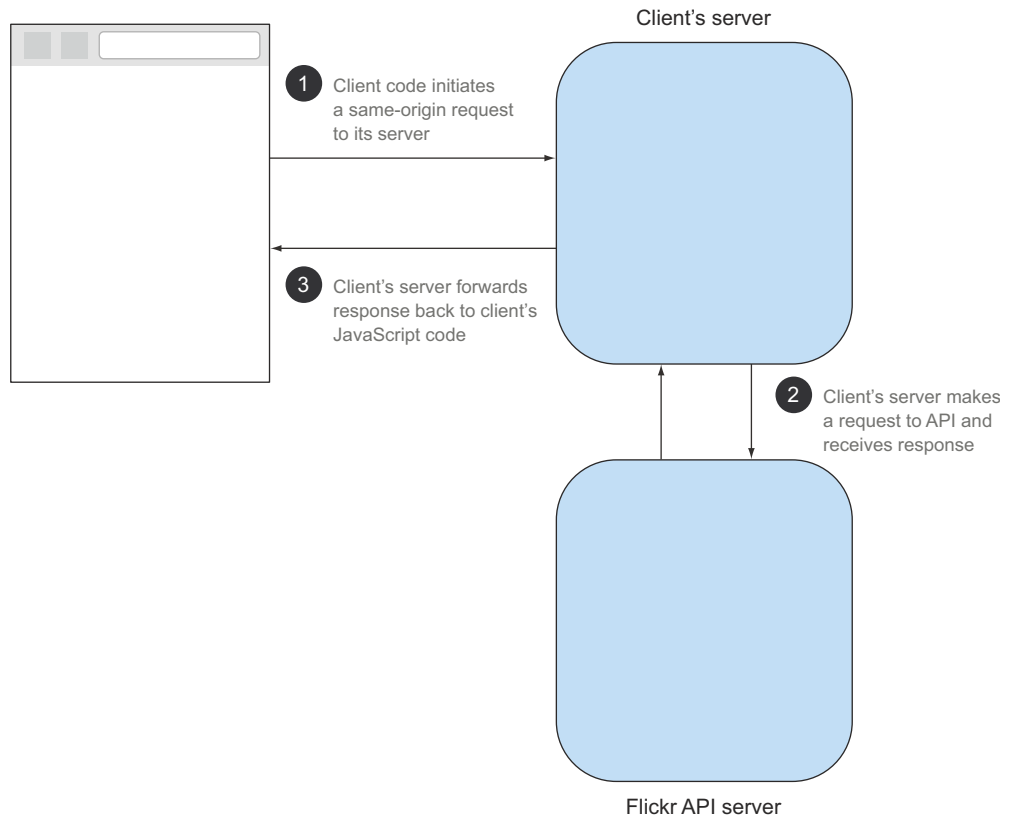 Client's server
1
Client code initiates
a same-origin request
to its server
3
Client's server forwards
response back to client's
JavaScript code
2
Client's server makes
a request to API and
receives response
Flickr API server